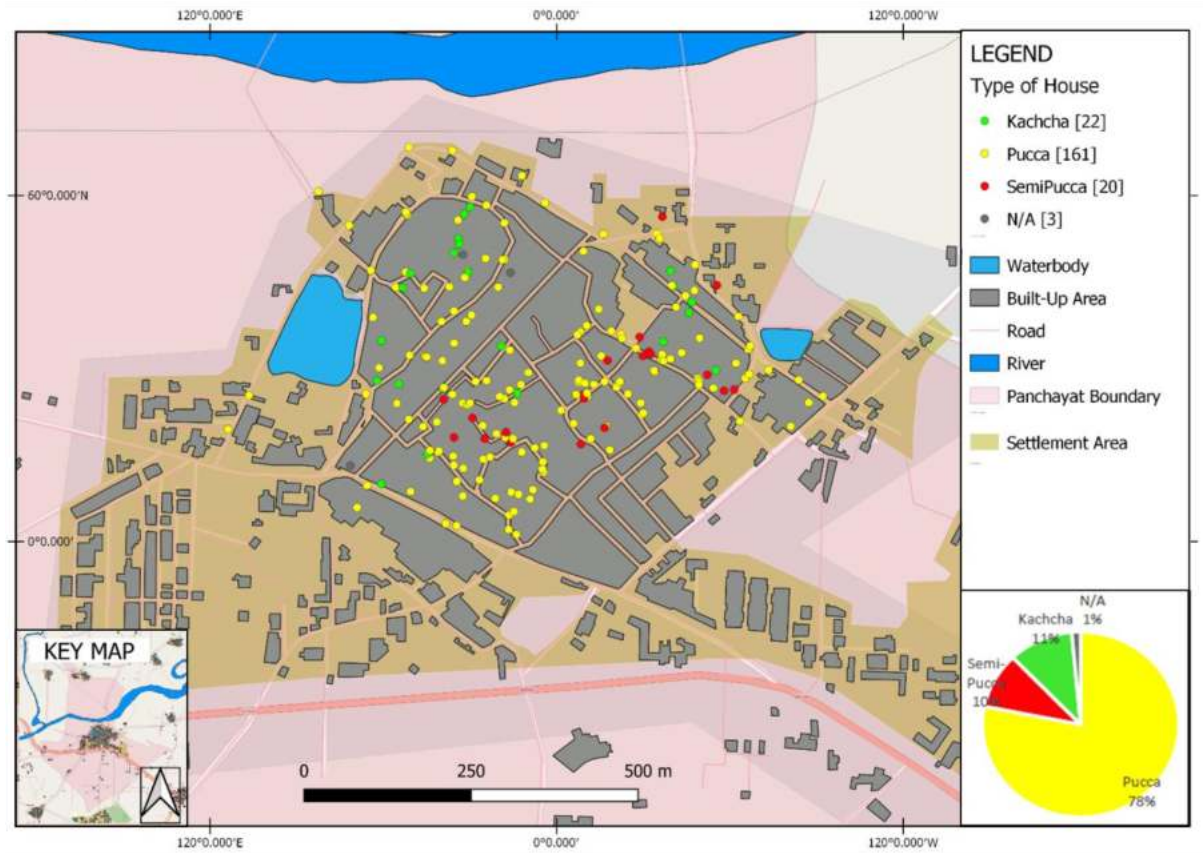 120°0.000'E 0°0.000' 120°0.000'W
60°0.000'N
0°0.000'
LEGEND
Type of House
Kachcha [22]
Pucca [161]
SemiPucca [20]
N/A [3]
Waterbody
Built-Up Area
Road
River
Panchayat Boundary
Settlement Area
KEY MAP
0 250 500 m
N/A
1%
Kachcha
11%
Semi-
Pucca
10%
Pucca
78%
120°0.000'E 0°0.000' 120°0.000'W